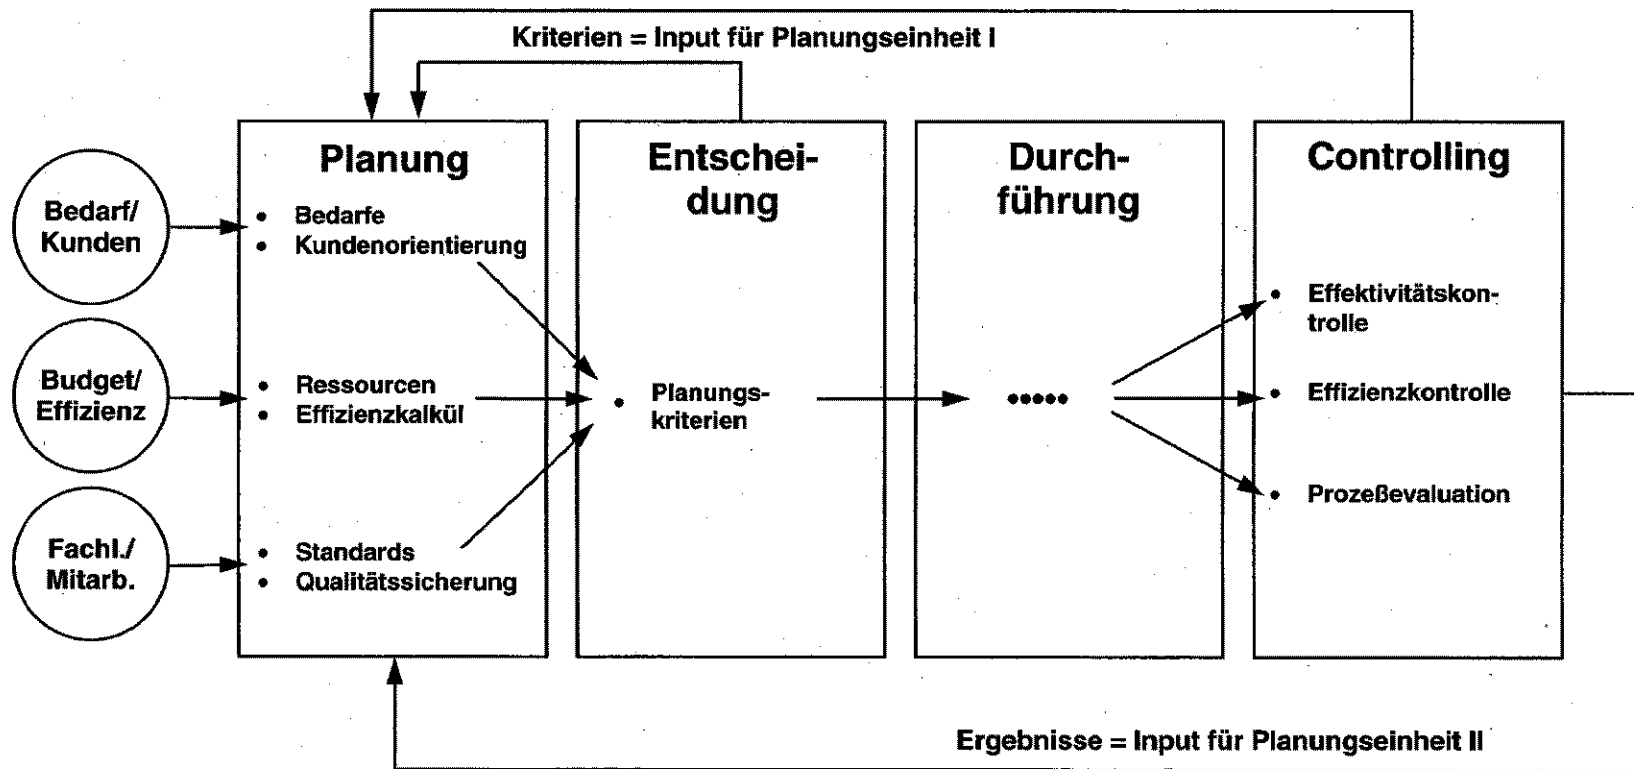 Kriterien = Input für Planungseinheit I
Planung
Entschei-
dung
Durch-
führung
Controlling
Bedarf/
Kunden
• Bedarfe
• Kundenorientierung
Budget/
Effizienz
• Ressourcen
• Effizienzkalkül
Fachl./
Mitarb.
• Standards
• Qualitätssicherung
• Planungs-
kriterien
•••••
• Effektivitätskon-
trolle
• Effizienzkontrolle
• Prozeßevaluation
Ergebnisse = Input für Planungseinheit II